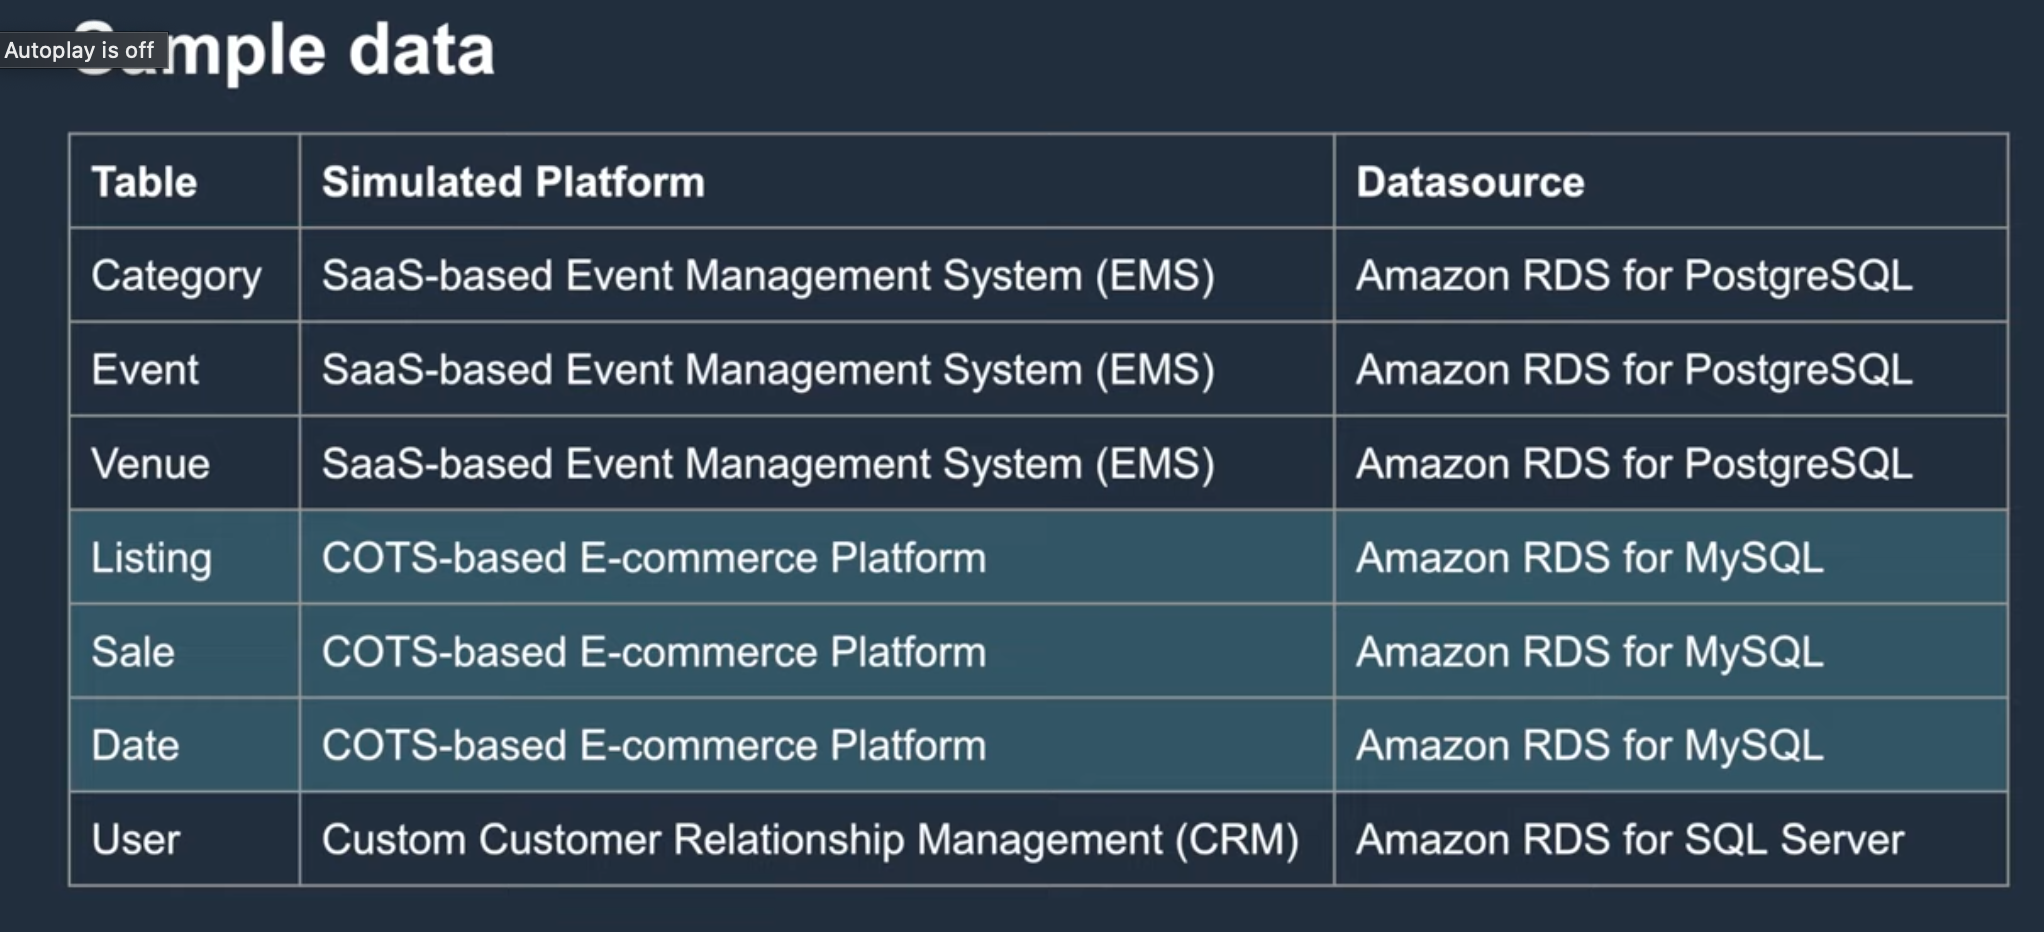 Autoplay is off
Sample data
Table Simulated Platform Datasource
Category SaaS-based Event Management System (EMS) Amazon RDS for PostgreSQL
Event SaaS-based Event Management System (EMS) Amazon RDS for PostgreSQL
Venue SaaS-based Event Management System (EMS) Amazon RDS for PostgreSQL
Listing COTS-based E-commerce Platform Amazon RDS for MySQL
Sale COTS-based E-commerce Platform Amazon RDS for MySQL
Date COTS-based E-commerce Platform Amazon RDS for MySQL
User Custom Customer Relationship Management (CRM) Amazon RDS for SQL Server